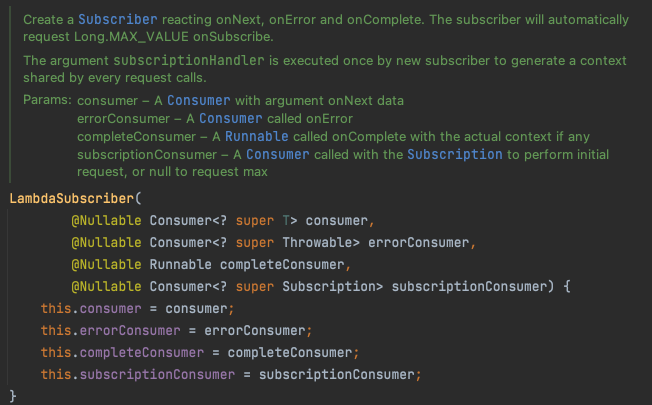 Create a Subscriber reacting onNext, onError and onComplete. The subscriber will automatically
request Long.MAX_VALUE onSubscribe.
The argument subscriptionHandler is executed once by new subscriber to generate a context
shared by every request calls.
Params: consumer – A Consumer with argument onNext data
errorConsumer – A Consumer called onError
completeConsumer – A Runnable called onComplete with the actual context if any
subscriptionConsumer – A Consumer called with the Subscription to perform initial
request, or null to request max
LambdaSubscriber(
@Nullable Consumer<? super T> consumer,
@Nullable Consumer<? super Throwable> errorConsumer,
@Nullable Runnable completeConsumer,
@Nullable Consumer<? super Subscription> subscriptionConsumer) {
this.consumer = consumer;
this.errorConsumer = errorConsumer;
this.completeConsumer = completeConsumer;
this.subscriptionConsumer = subscriptionConsumer;
}